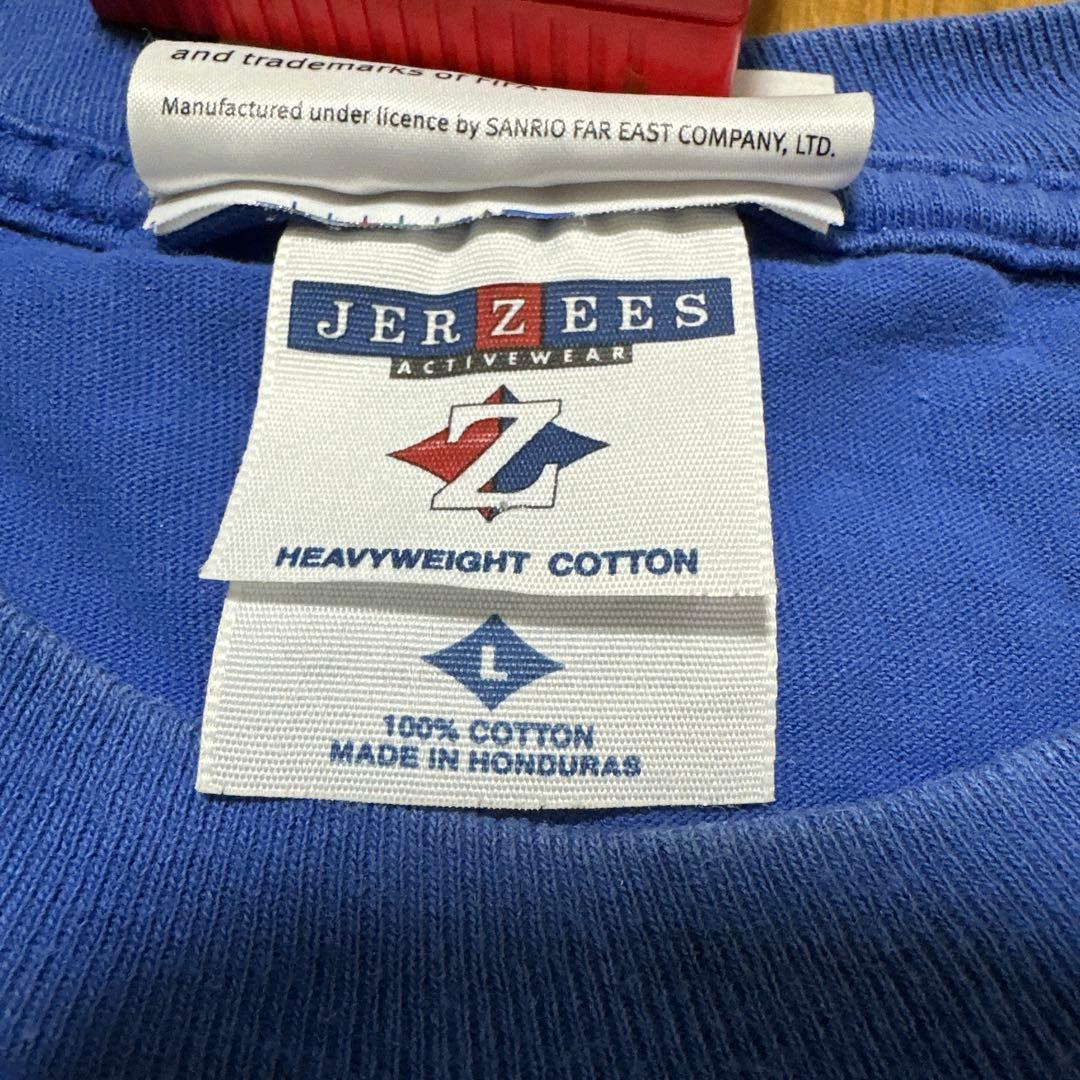 and trademarks of FIFA.
Manufactured under licence by SANRIO FAR EAST COMPANY, LTD.
JERZEES
ACTIVEWEAR
Z
HEAVYWEIGHT COTTON
L
100% COTTON
MADE IN HONDURAS